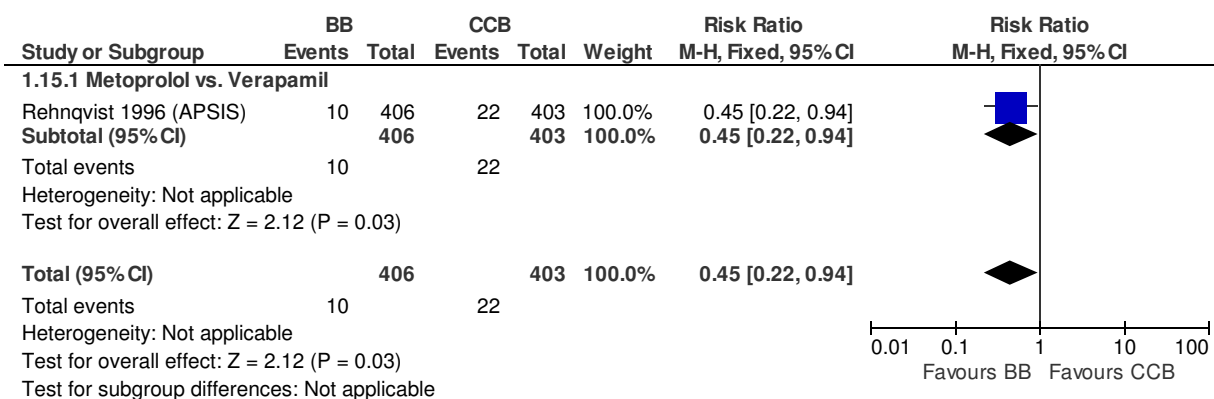 BB CCB Risk Ratio Risk Ratio
Study or Subgroup Events Total Events Total Weight M-H, Fixed, 95% CI M-H, Fixed, 95% CI
1.15.1 Metoprolol vs. Verapamil
Rehnqvist 1996 (APSIS) 10 406 22 403 100.0% 0.45 [0.22, 0.94]
Subtotal (95% CI) 406 403 100.0% 0.45 [0.22, 0.94]
Total events 10 22
Heterogeneity: Not applicable
Test for overall effect: Z = 2.12 (P = 0.03)
Total (95% CI) 406 403 100.0% 0.45 [0.22, 0.94]
Total events 10 22
Heterogeneity: Not applicable
Test for overall effect: Z = 2.12 (P = 0.03)
Test for subgroup differences: Not applicable
0.01 0.1 1 10 100
Favours BB Favours CCB